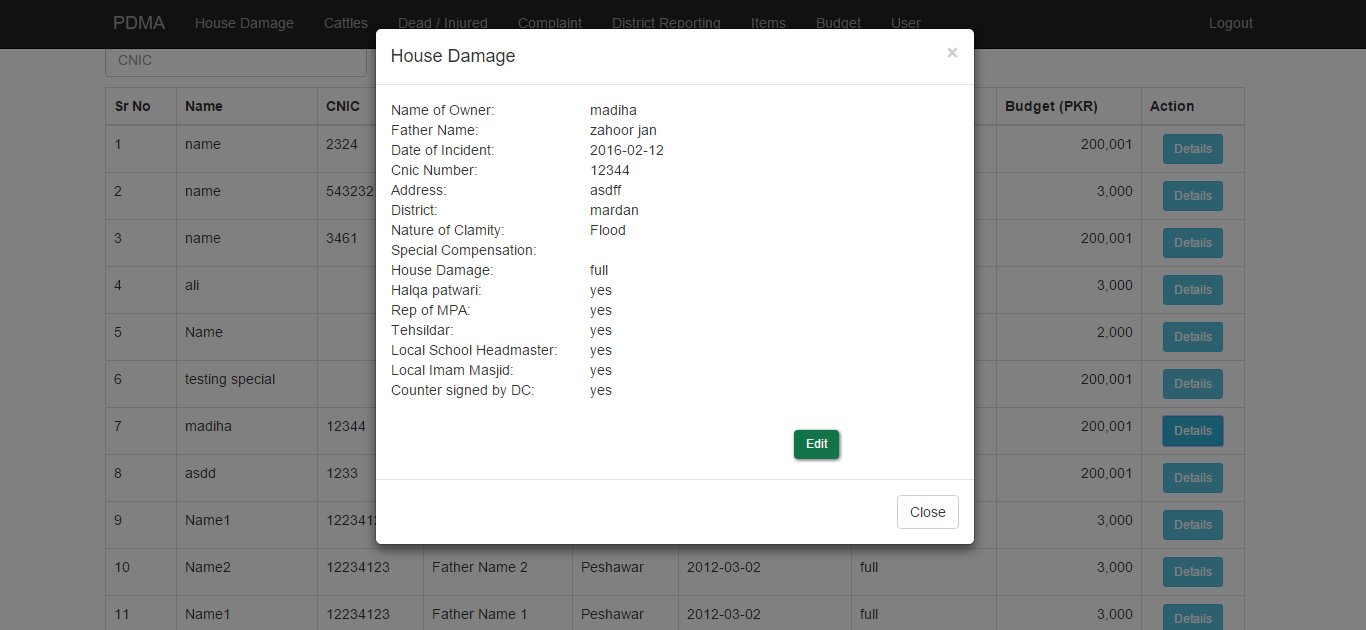 PDMA House Damage Cattles Dead / Injured Complaint District Reporting Items Budget User Logout
House Damage ×
CNIC
Sr No Name CNIC Budget (PKR) Action
Name of Owner: madiha
Father Name: zahoor jan
Date of Incident: 2016-02-12
Cnic Number: 12344
Address: asdff
District: mardan
Nature of Clamity: Flood
Special Compensation:
House Damage: full
Halqa patwari: yes
Rep of MPA: yes
Tehsildar: yes
Local School Headmaster: yes
Local Imam Masjid: yes
Counter signed by DC: yes
Edit
Close
1 name 2324 200,001 Details
2 name 543232 3,000 Details
3 name 3461 200,001 Details
4 ali 3,000 Details
5 Name 2,000 Details
6 testing special 200,001 Details
7 madiha 12344 200,001 Details
8 asdd 1233 200,001 Details
9 Name1 3,000 Details
10 Name2 12234123 Father Name 2 Peshawar 2012-03-02 full 3,000 Details
11 Name1 12234123 Father Name 1 Peshawar 2012-03-02 full 3,000 Details